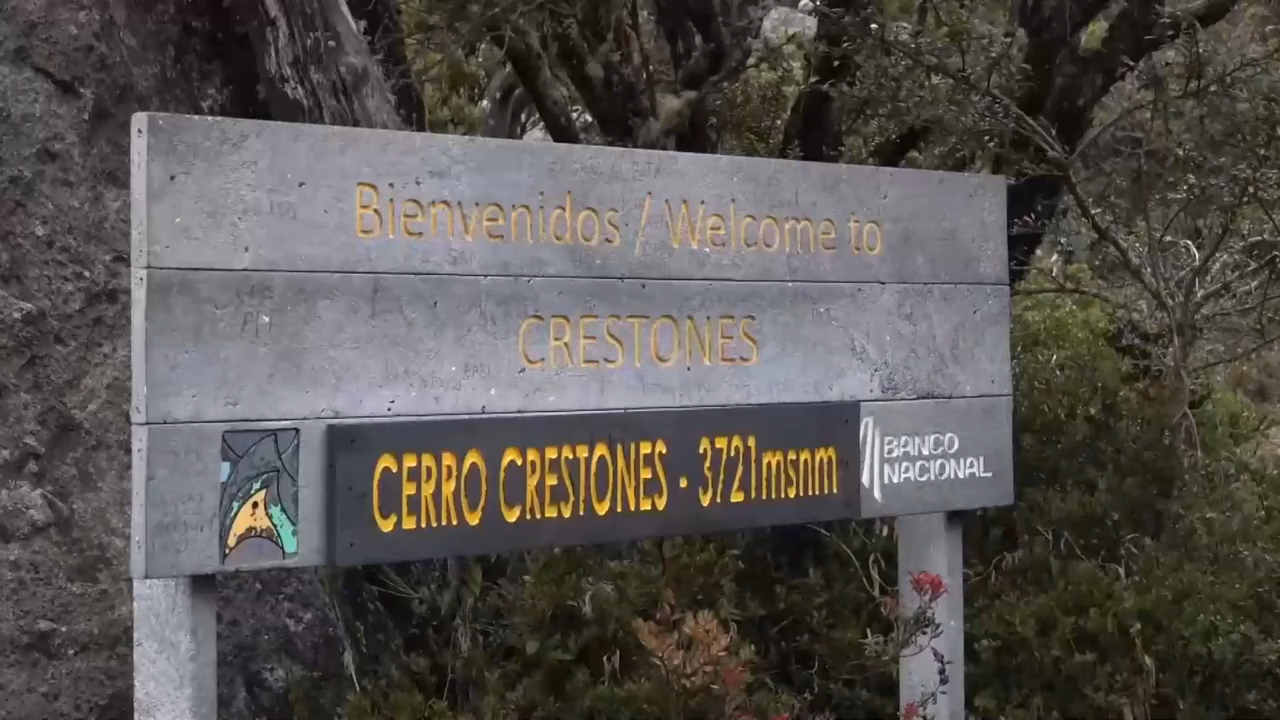 Bienvenidos / Welcome to
CRESTONES
CERRO CRESTONES - 3721msnm
BANCO
NACIONAL